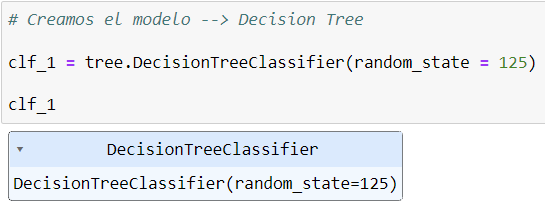 # Creamos el modelo --> Decision Tree
clf_1 = tree.DecisionTreeClassifier(random_state = 125)
clf_1
DecisionTreeClassifier
DecisionTreeClassifier(random_state=125)